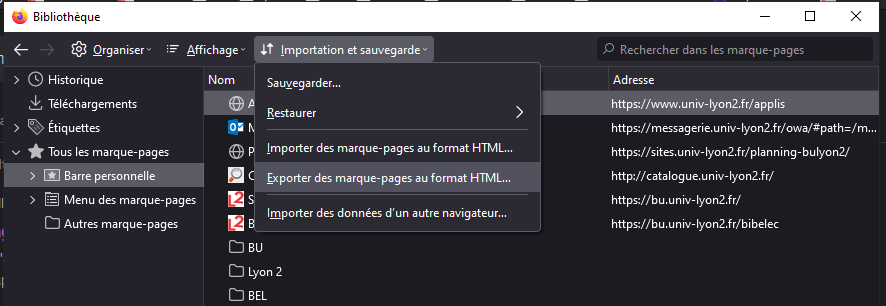 Bibliothèque
Organiser
Affichage
Importation et sauvegarde
Rechercher dans les marque-pages
Historique
Téléchargements
Étiquettes
Tous les marque-pages
Barre personnelle
Menu des marque-pages
Autres marque-pages
Nom
Sauvegarder...
Restaurer
Importer des marque-pages au format HTML...
Exporter des marque-pages au format HTML...
Importer des données d'un autre navigateur...
BU
Lyon 2
BEL
Adresse
https://www.univ-lyon2.fr/applis
https://messagerie.univ-lyon2.fr/owa/#path=/m...
https://sites.univ-lyon2.fr/planning-bulyon2/
http://catalogue.univ-lyon2.fr/
https://bu.univ-lyon2.fr/
https://bu.univ-lyon2.fr/bibelec